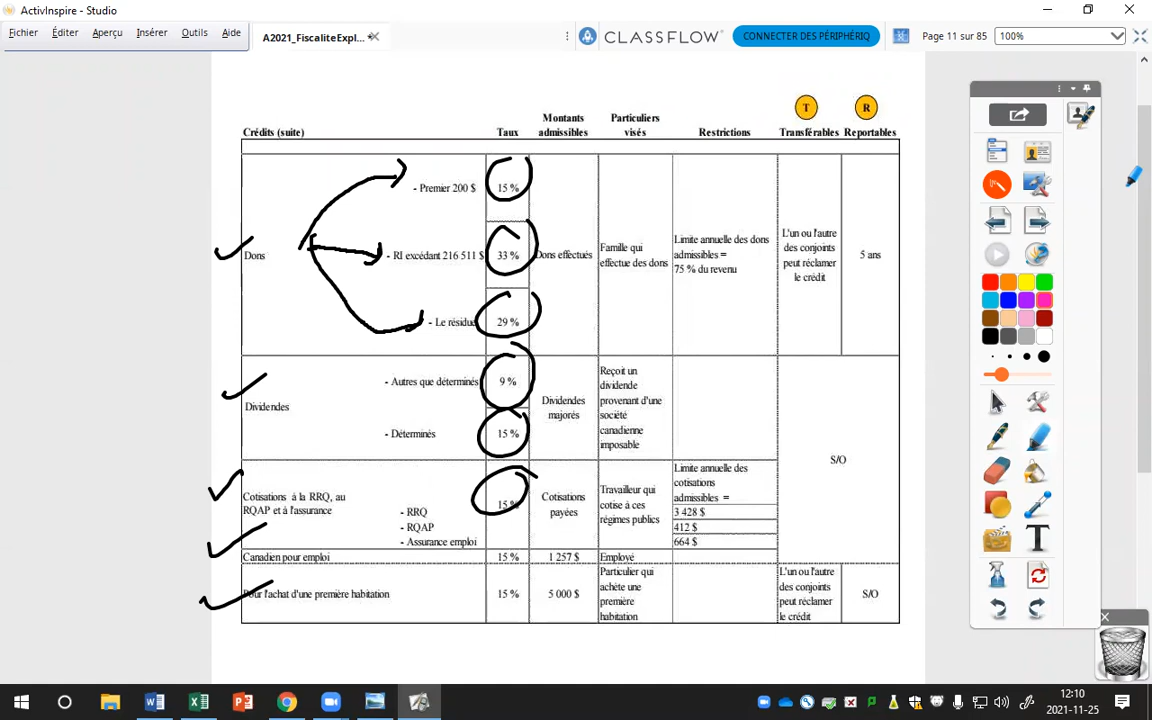 ActivInspire - Studio
Fichier Éditer Aperçu Insérer Outils Aide
A2021_FiscaliteExpl...
CLASSFLOW
CONNECTER DES PÉRIPHÉRIQ
Page 11 sur 85
100%
T R
Crédits (suite) Taux Montants admissibles Particuliers visés Restrictions Transférables Reportables
Dons
- Premier 200 $ 15 %
- RI excédant 216 511 $ 33 %
- Le résidue 29 %
Dons effectués
Famille qui
effectue des dons
Limite annuelle des dons
admissibles =
75 % du revenu
L'un ou l'autre
des conjoints
peut réclamer
le crédit
5 ans
Dividendes
- Autres que déterminés 9 %
- Déterminés 15 %
Dividendes
majorés
Reçoit un
dividende
provenant d'une
société
canadienne
imposable
S/O
Cotisations à la RRQ, au
RQAP et à l'assurance
- RRQ
- RQAP
- Assurance emploi
15 %
Cotisations
payées
Travailleur qui
cotise à ces
régimes publics
Limite annuelle des
cotisations
admissibles =
3 428 $
412 $
664 $
Canadien pour emploi 15 % 1 257 $ Employé
Pour l'achat d'une première habitation 15 % 5 000 $
Particulier qui
achète une
première
habitation
L'un ou l'autre
des conjoints
peut réclamer
le crédit
S/O
T
12:10
2021-11-25